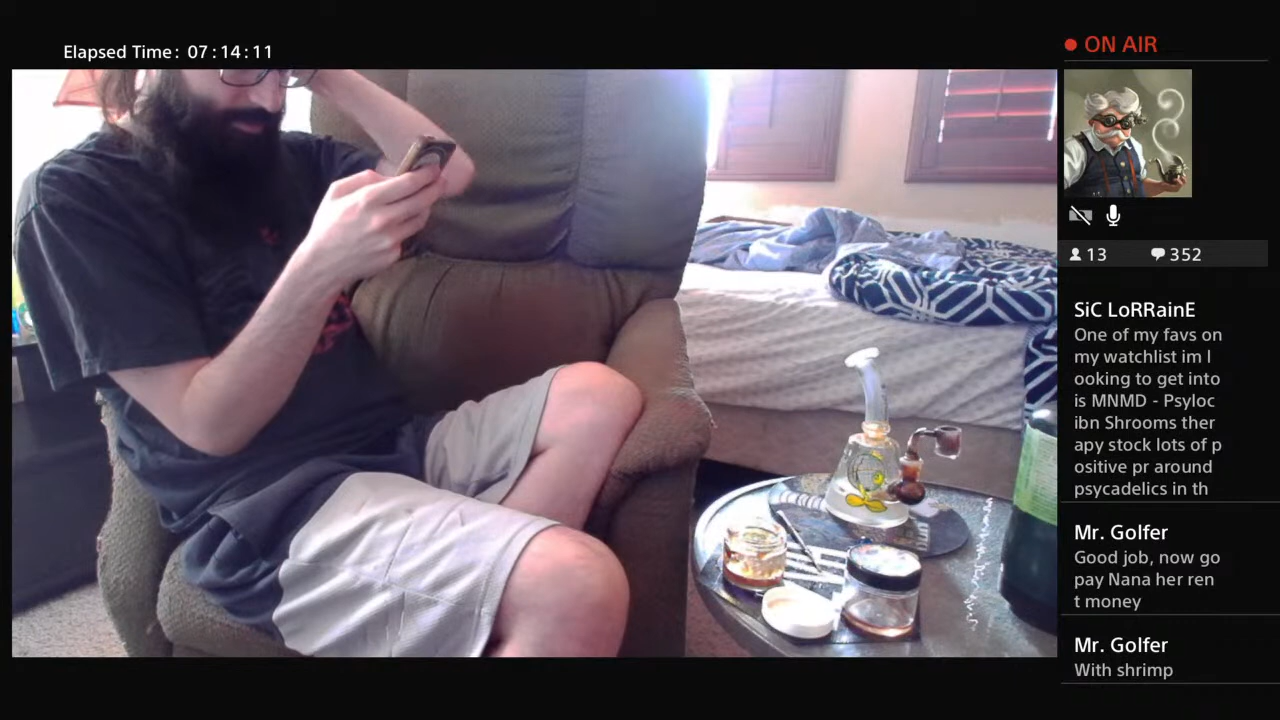 Elapsed Time: 07:14:11
ON AIR
13
352
SiC LoRRainE
One of my favs on
my watchlist im l
ooking to get into
is MNMD - Psyloc
ibn Shrooms ther
apy stock lots of p
ositive pr around
psycadelics in th
Mr. Golfer
Good job, now go
pay Nana her ren
t money
Mr. Golfer
With shrimp